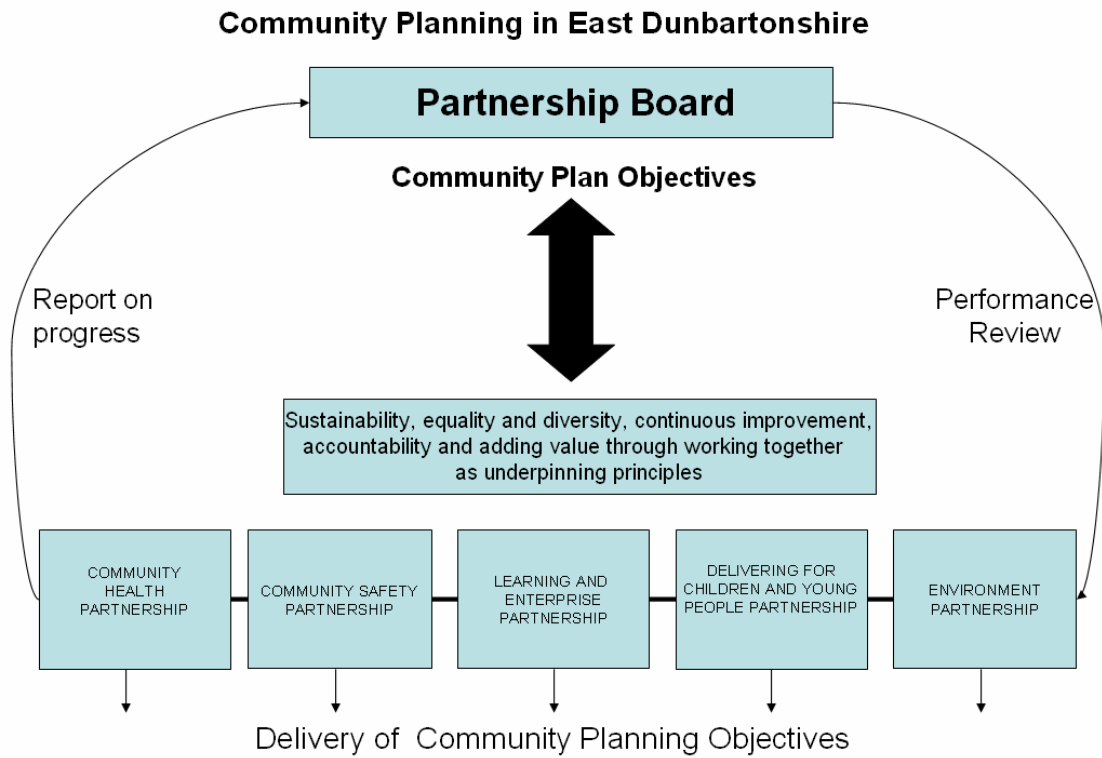 Community Planning in East Dunbartonshire
Partnership Board
Community Plan Objectives
Report on
progress
Performance
Review
Sustainability, equality and diversity, continuous improvement,
accountability and adding value through working together
as underpinning principles
COMMUNITY
HEALTH
PARTNERSHIP
COMMUNITY SAFETY
PARTNERSHIP
LEARNING AND
ENTERPRISE
PARTNERSHIP
DELIVERING FOR
CHILDREN AND YOUNG
PEOPLE PARTNERSHIP
ENVIRONMENT
PARTNERSHIP
Delivery of Community Planning Objectives